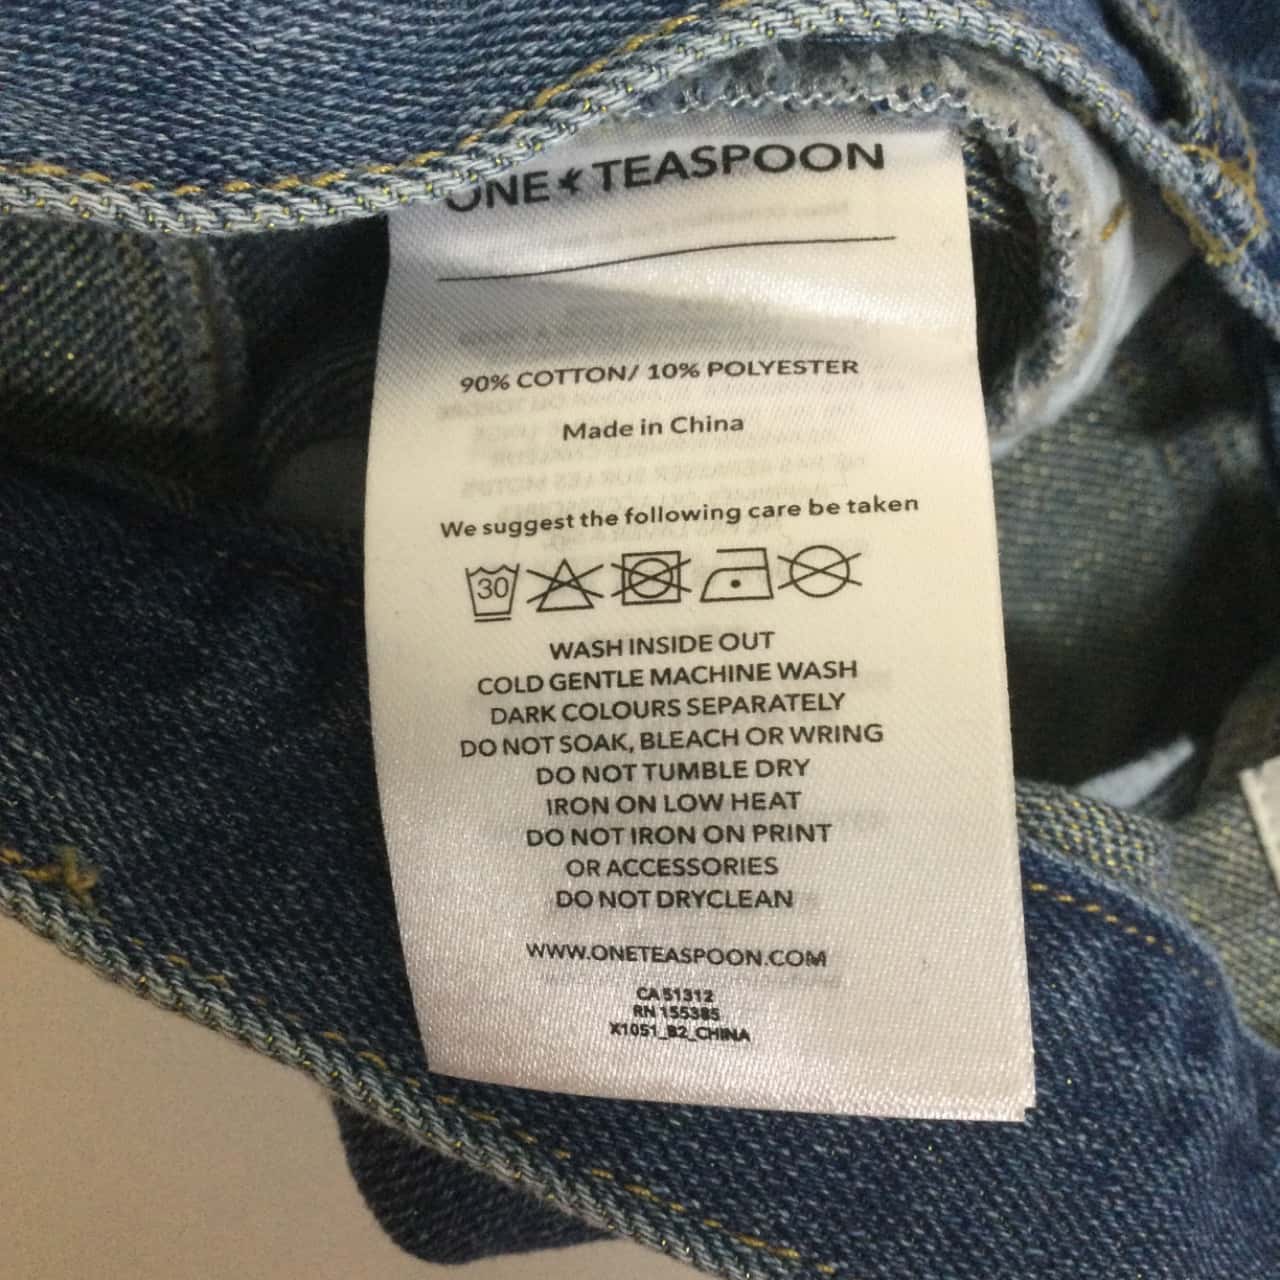 ONE TEASPOON
90% COTTON/ 10% POLYESTER
Made in China
We suggest the following care be taken
30
WASH INSIDE OUT
COLD GENTLE MACHINE WASH
DARK COLOURS SEPARATELY
DO NOT SOAK, BLEACH OR WRING
DO NOT TUMBLE DRY
IRON ON LOW HEAT
DO NOT IRON ON PRINT
OR ACCESSORIES
DO NOT DRYCLEAN
WWW.ONETEASPOON.COM
CA 51312
RN 155385
X1051_B2_CHINA